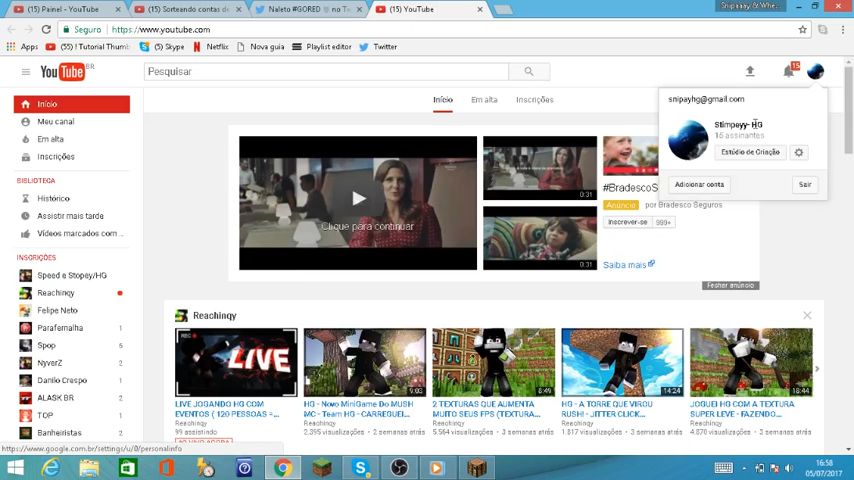 (15) Painel - YouTube
(15) Sorteando contas de
Naleto #GORED no Tw
(15) YouTube
Seguro
https://www.youtube.com
Apps
(55) ! Tutorial Thumb
(5) Skype
Netflix
Nova guia
Playlist editor
Twitter
YouTube BR
Pesquisar
15
Início
Em alta
Inscrições
snipayhg@gmail.com
Stimpeyy- HG
16 assinantes
Estúdio de Criação
Adicionar conta
Sair
Início
Meu canal
Em alta
Inscrições
BIBLIOTECA
Histórico
Assistir mais tarde
Vídeos marcados com ...
INSCRIÇÕES
Speed e Stopey/HG
Reachinqy
Felipe Neto
Parafernalha 1
Spop 6
NyverZ 2
Danilo Crespo 1
ALASK BR 2
TOP 1
Banheiristas 2
Clique para continuar
0:31
0:31
#BradescoS
Anúncio por Bradesco Seguros
Inscrever-se 999+
Saiba mais
Fechar anúncio
Reachinqy
LIVE
9:03
8:49
14:24
18:44
LIVE JOGANDO HG COM EVENTOS ( 120 PESSOAS =...
Reachinqy
99 assistindo
AO VIVO AGORA
HG - Novo MiniGame Do MUSH MC - Team HG - CARREGUEI...
Reachinqy
2.395 visualizações • 2 semanas atrás
2 TEXTURAS QUE AUMENTA MUITO SEUS FPS (TEXTURA...
Reachinqy
5.564 visualizações • 3 semanas atrás
HG - A TORRE QUE VIROU RUSH! - JITTER CLICK...
Reachinqy
1.817 visualizações • 3 semanas atrás
JOGUEI HG COM A TEXTURA SUPER LEVE - FAZENDO...
Reachinqy
4.870 visualizações • 3 semanas atrás
https://www.google.com.br/settings/u/0/personalinfo
16:58
05/07/2017